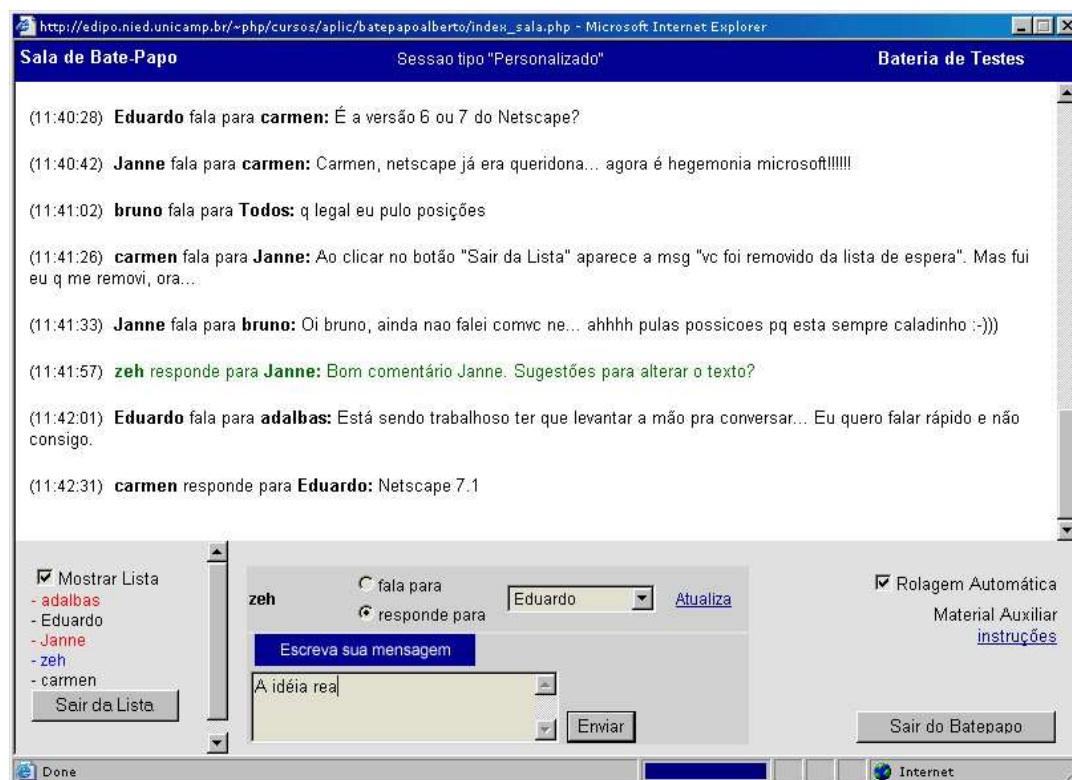 http://edipo.nied.unicamp.br/~php/cursos/aplic/batepapoalberto/index_sala.php - Microsoft Internet Explorer
Sala de Bate-Papo Sessao tipo "Personalizado" Bateria de Testes
(11:40:28) Eduardo fala para carmen: É a versão 6 ou 7 do Netscape?
(11:40:42) Janne fala para carmen: Carmen, netscape já era queridona... agora é hegemonia microsoft!!!!!!
(11:41:02) bruno fala para Todos: q legal eu pulo posições
(11:41:26) carmen fala para Janne: Ao clicar no botão "Sair da Lista" aparece a msg "vc foi removido da lista de espera". Mas fui
eu q me removi, ora...
(11:41:33) Janne fala para bruno: Oi bruno, ainda nao falei comvc ne... ahhhh pulas possicoes pq esta sempre caladinho :-)))
(11:41:57) zeh responde para Janne: Bom comentário Janne. Sugestões para alterar o texto?
(11:42:01) Eduardo fala para adalbas: Está sendo trabalhoso ter que levantar a mão pra conversar... Eu quero falar rápido e não
consigo.
(11:42:31) carmen responde para Eduardo: Netscape 7.1
Mostrar Lista
- adalbas
- Eduardo
- Janne
- zeh
- carmen
Sair da Lista
zeh
fala para
responde para
Eduardo
Atualiza
Escreva sua mensagem
A idéia rea
Enviar
Rolagem Automática
Material Auxiliar
instruções
Sair do Batepapo
Done
Internet